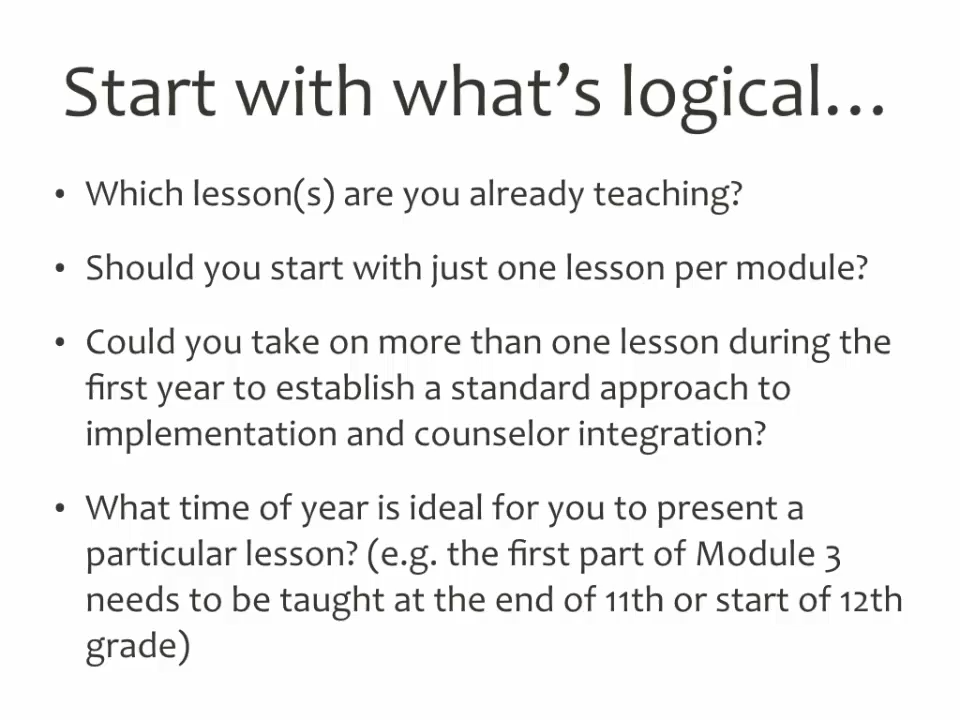 Start with what's logical...
• Which lesson(s) are you already teaching?
• Should you start with just one lesson per module?
• Could you take on more than one lesson during the
first year to establish a standard approach to
implementation and counselor integration?
• What time of year is ideal for you to present a
particular lesson? (e.g. the first part of Module 3
needs to be taught at the end of 11th or start of 12th
grade)